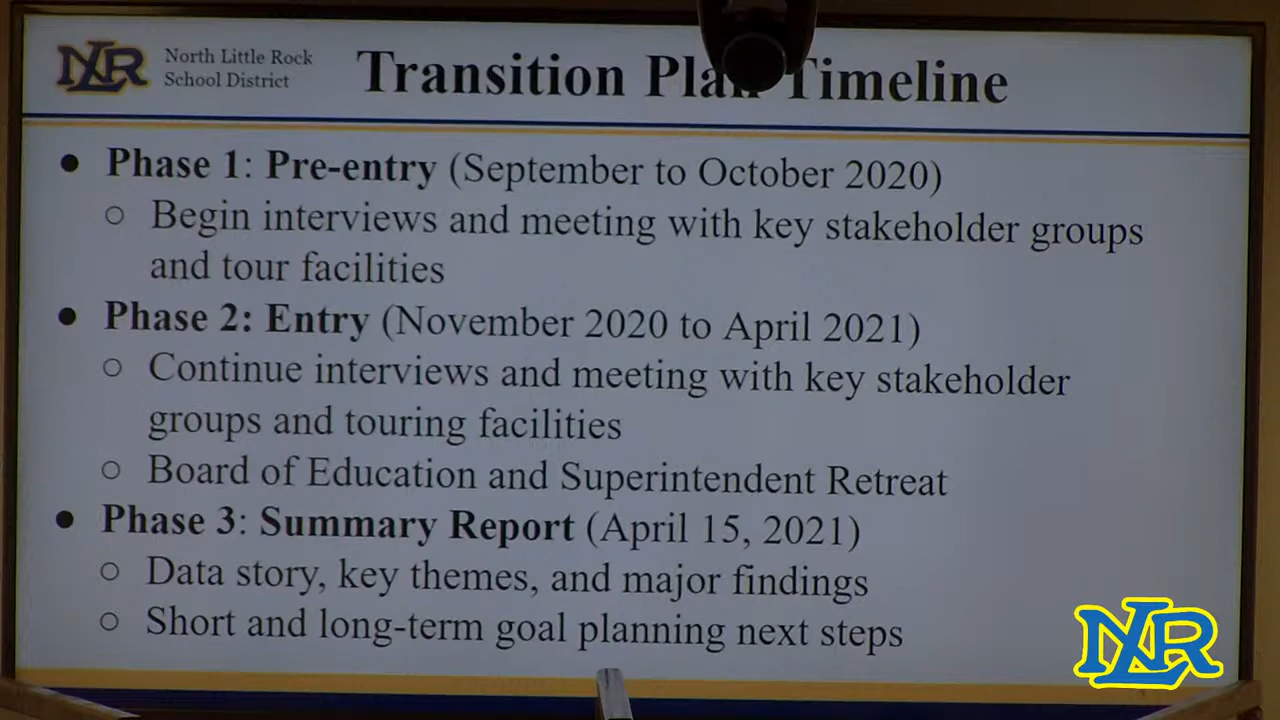 NLR
North Little Rock
School District
Transition Plan Timeline
● Phase 1: Pre-entry (September to October 2020)
○ Begin interviews and meeting with key stakeholder groups
and tour facilities
● Phase 2: Entry (November 2020 to April 2021)
○ Continue interviews and meeting with key stakeholder
groups and touring facilities
○ Board of Education and Superintendent Retreat
● Phase 3: Summary Report (April 15, 2021)
○ Data story, key themes, and major findings
○ Short and long-term goal planning next steps
NLR